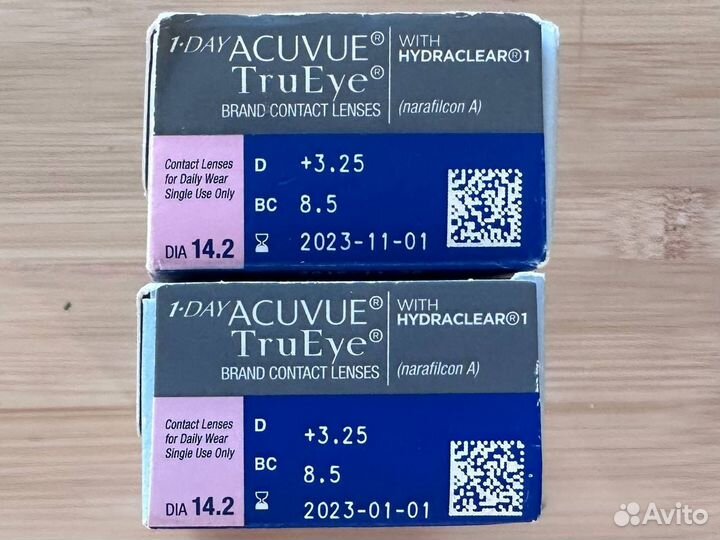 1·DAY ACUVUE® WITH
TruEye® HYDRACLEAR®1
BRAND CONTACT LENSES (narafilcon A)
Contact Lenses
for Daily Wear
Single Use Only
DIA 14.2
D +3.25
BC 8.5
2023-11-01
1·DAY ACUVUE® WITH
TruEye® HYDRACLEAR®1
BRAND CONTACT LENSES (narafilcon A)
Contact Lenses
for Daily Wear
Single Use Only
DIA 14.2
D +3.25
BC 8.5
2023-01-01
Avito